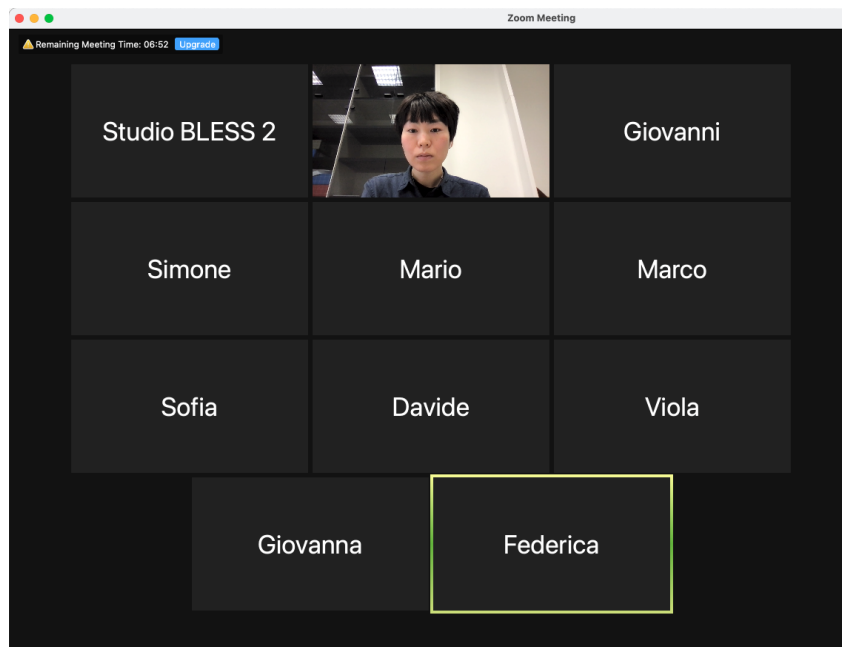 Zoom Meeting
Remaining Meeting Time: 06:52 Upgrade
Studio BLESS 2
Giovanni
Simone
Mario
Marco
Sofia
Davide
Viola
Giovanna
Federica